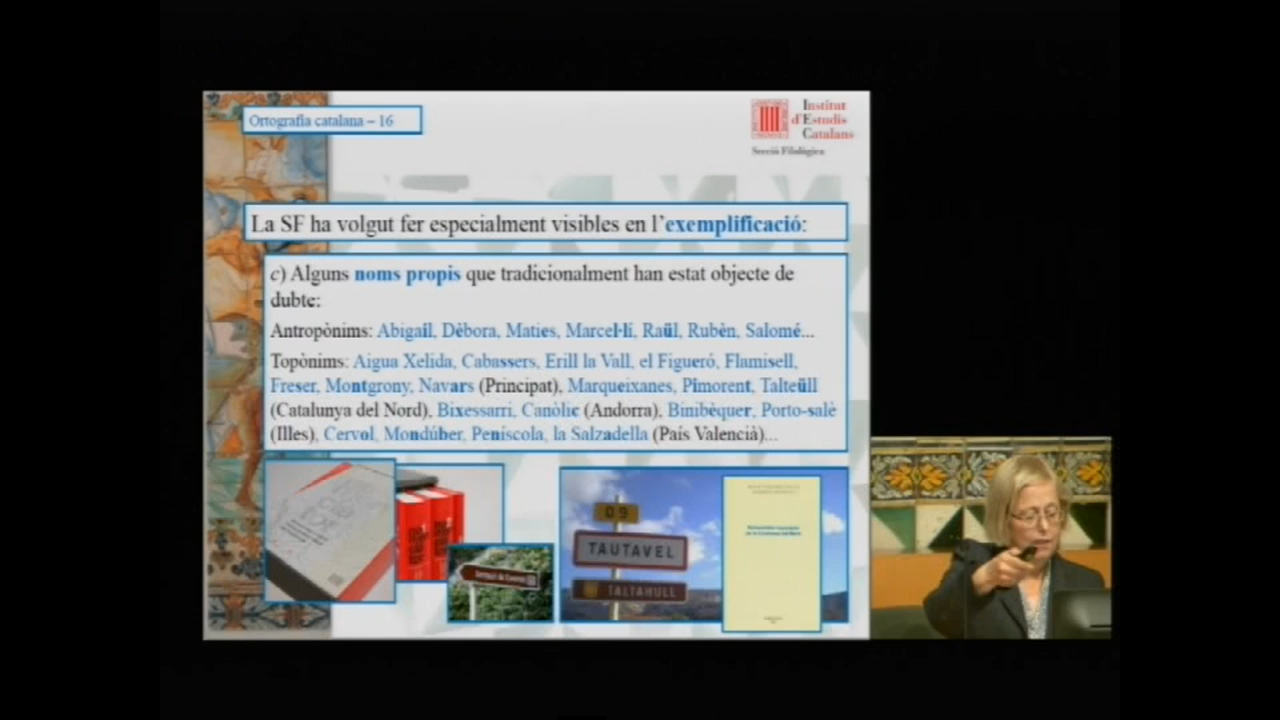 Ortografia catalana – 16
Institut
d'Estudis
Catalans
Secció Filològica
La SF ha volgut fer especialment visibles en l'exemplificació:
c) Alguns noms propis que tradicionalment han estat objecte de
dubte:
Antropònims: Abigaïl, Dèbora, Maties, Marcel·lí, Raül, Rubèn, Salomé...
Topònims: Aigua Xelida, Cabassers, Erill la Vall, el Figueró, Flamisell,
Freser, Montgrony, Navars (Principat), Marqueixanes, Pimorent, Talteüll
(Catalunya del Nord), Bixessarri, Canòlic (Andorra), Binibèquer, Porto-salè
(Illes), Cervol, Mondúber, Peníscola, la Salzadella (País Valencià)...
D9
TAUTAVEL
TALTAHULL